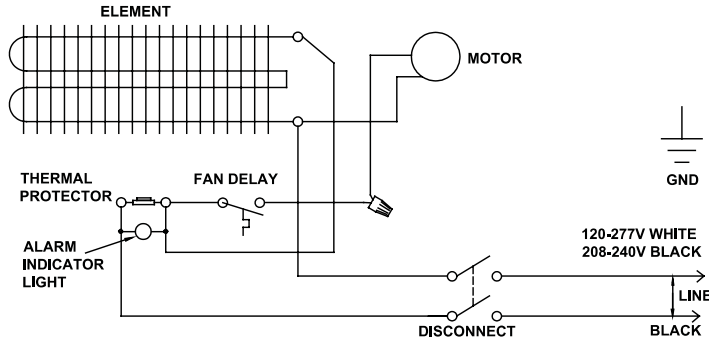 ELEMENT
MOTOR
GND
THERMAL
PROTECTOR
FAN DELAY
ALARM
INDICATOR
LIGHT
120-277V WHITE
208-240V BLACK
LINE
DISCONNECT
BLACK